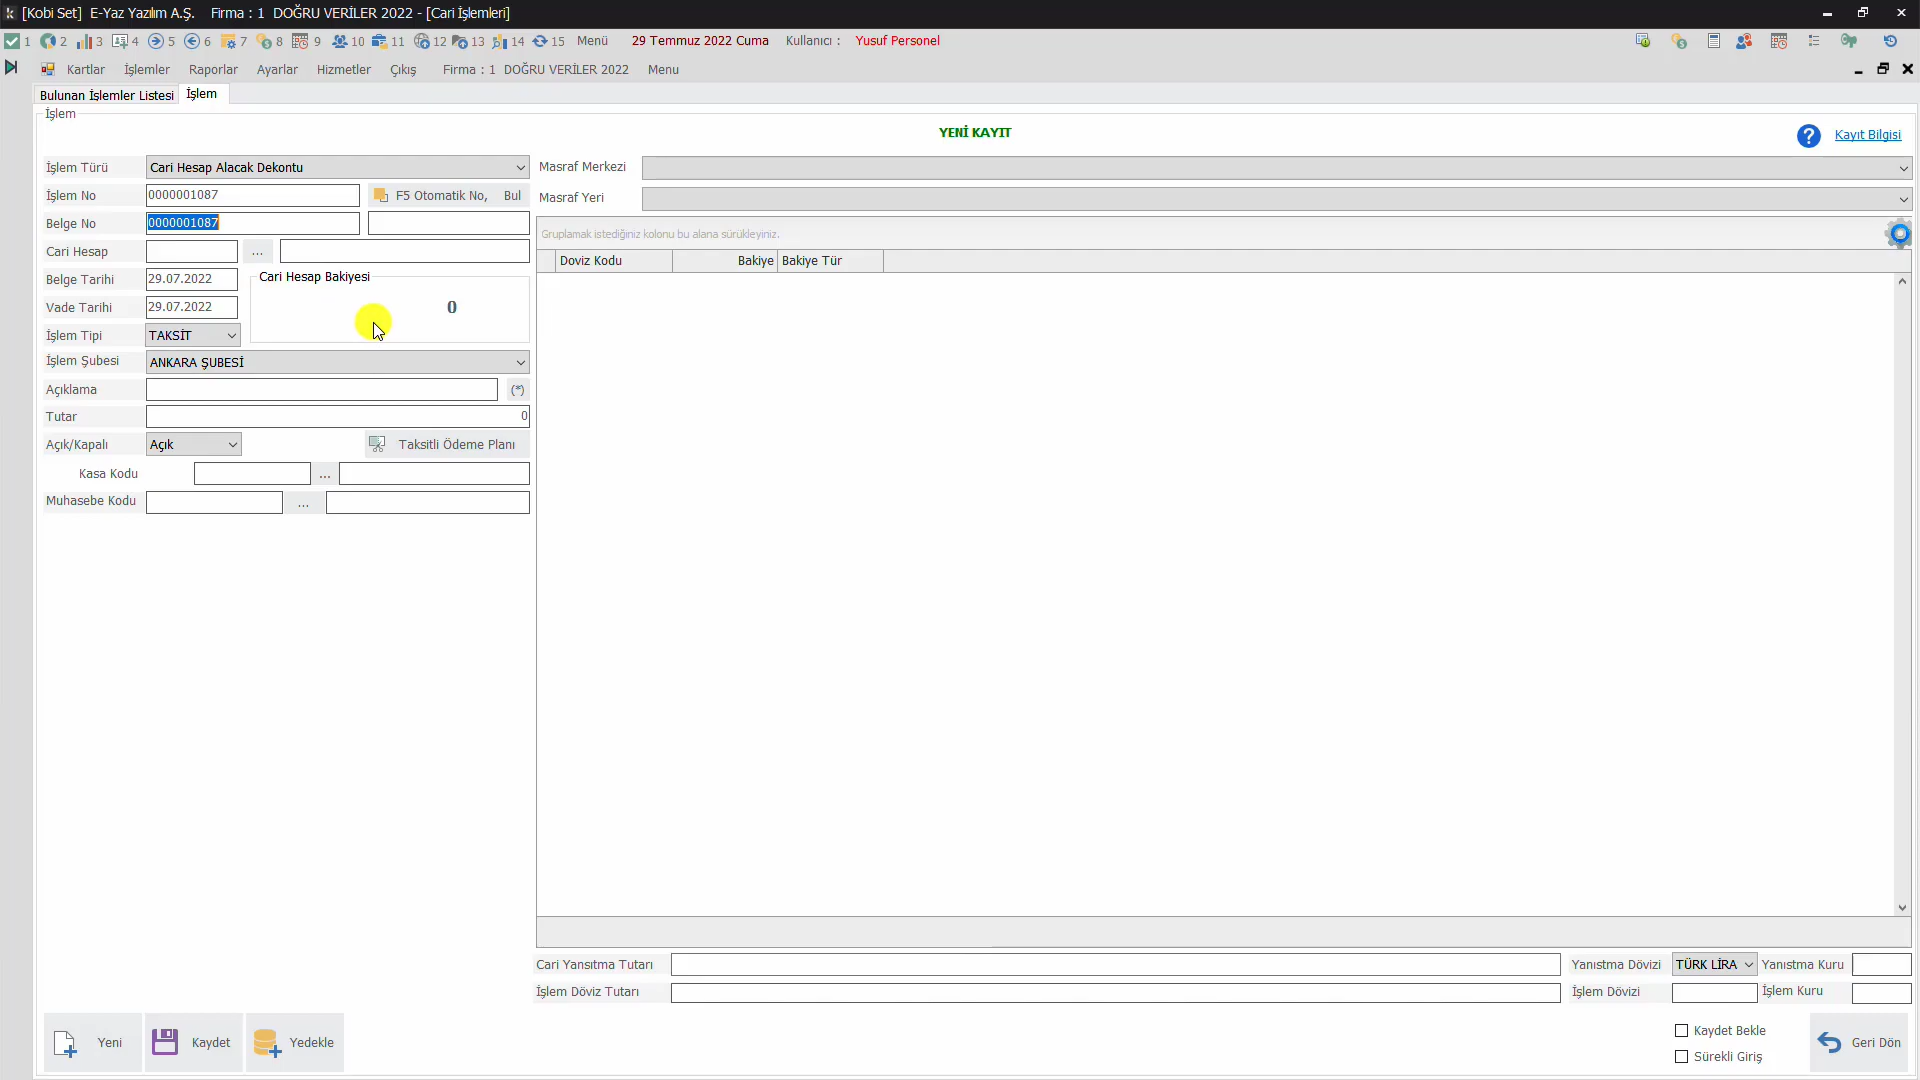 [Kobi Set] E-Yaz Yazılım A.Ş. Firma : 1 DOĞRU VERİLER 2022 - [Cari İşlemleri]
1 2 3 4 5 6 7 8 9 10 11 12 13 14 15 Menü 29 Temmuz 2022 Cuma Kullanıcı : Yusuf Personel
Kartlar İşlemler Raporlar Ayarlar Hizmetler Çıkış Firma : 1 DOĞRU VERİLER 2022 Menu
Bulunan İşlemler Listesi İşlem
İşlem
YENİ KAYIT
? Kayıt Bilgisi
İşlem Türü Cari Hesap Alacak Dekontu Masraf Merkezi
İşlem No 0000001087 F5 Otomatik No, Bul Masraf Yeri
Belge No 0000001087
Gruplamak istediğiniz kolonu bu alana sürükleyiniz.
Cari Hesap ...
Doviz Kodu Bakiye Bakiye Tür
Belge Tarihi 29.07.2022 Cari Hesap Bakiyesi
Vade Tarihi 29.07.2022 0
İşlem Tipi TAKSİT
İşlem Şubesi ANKARA ŞUBESİ
Açıklama (*)
Tutar 0
Açık/Kapalı Açık Taksitli Ödeme Planı
Kasa Kodu ...
Muhasebe Kodu ...
Cari Yansıtma Tutarı Yanıstma Dövizi TÜRK LİRA Yanıstma Kuru
İşlem Döviz Tutarı İşlem Dövizi İşlem Kuru
Yeni Kaydet Yedekle
Kaydet Bekle
Sürekli Giriş
Geri Dön